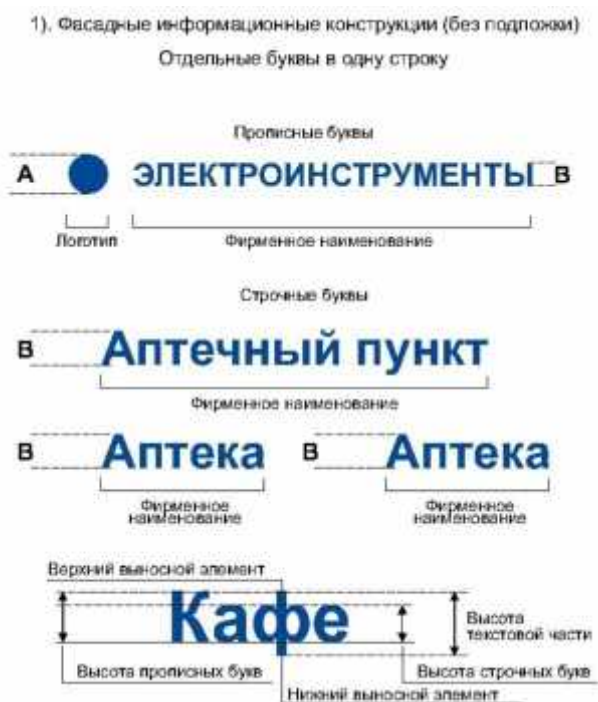 1). Фасадные информационные конструкции (без подложки)
Отдельные буквы в одну строку
Прописные буквы
А
ЭЛЕКТРОИНСТРУМЕНТЫ
В
Логотип
Фирменное наименование
Строчные буквы
В
Аптечный пункт
Фирменное наименование
В
Аптека
В
Аптека
Фирменное
наименование
Фирменное
наименование
Верхний выносной элемент
Кафе
Высота
текстовой части
Высота прописных букв
Высота строчных букв
Нижний выносной элемент